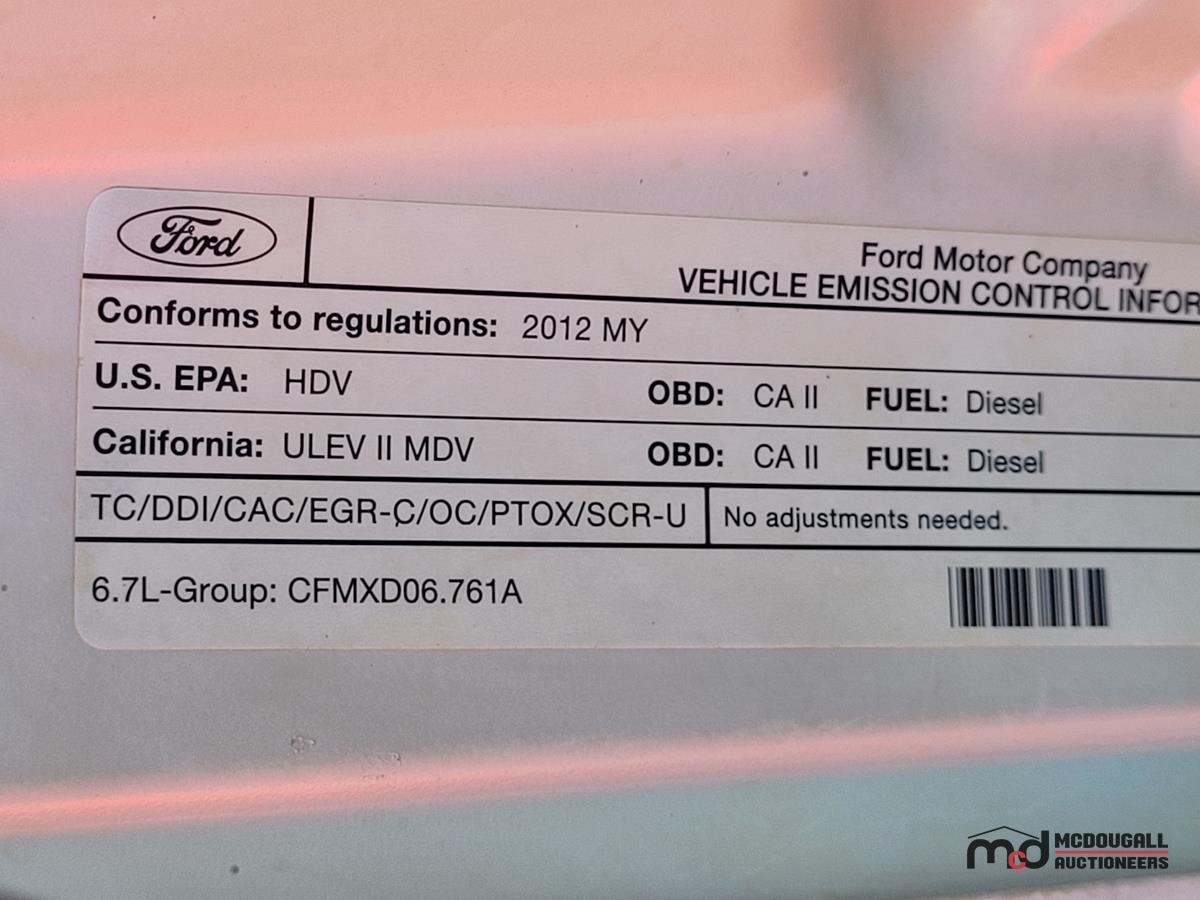 Ford
Ford Motor Company
VEHICLE EMISSION CONTROL
Conforms to regulations: 2012 MY
U.S. EPA: HDV OBD: CA II FUEL: Diesel
California: ULEV II MDV OBD: CA II FUEL: Diesel
TC/DDI/CAC/EGR-C/OC/PTOX/SCR-U No adjustments needed.
6.7L-Group: CFMXD06.761A
mcd MCDOUGALL
AUCTIONEERS